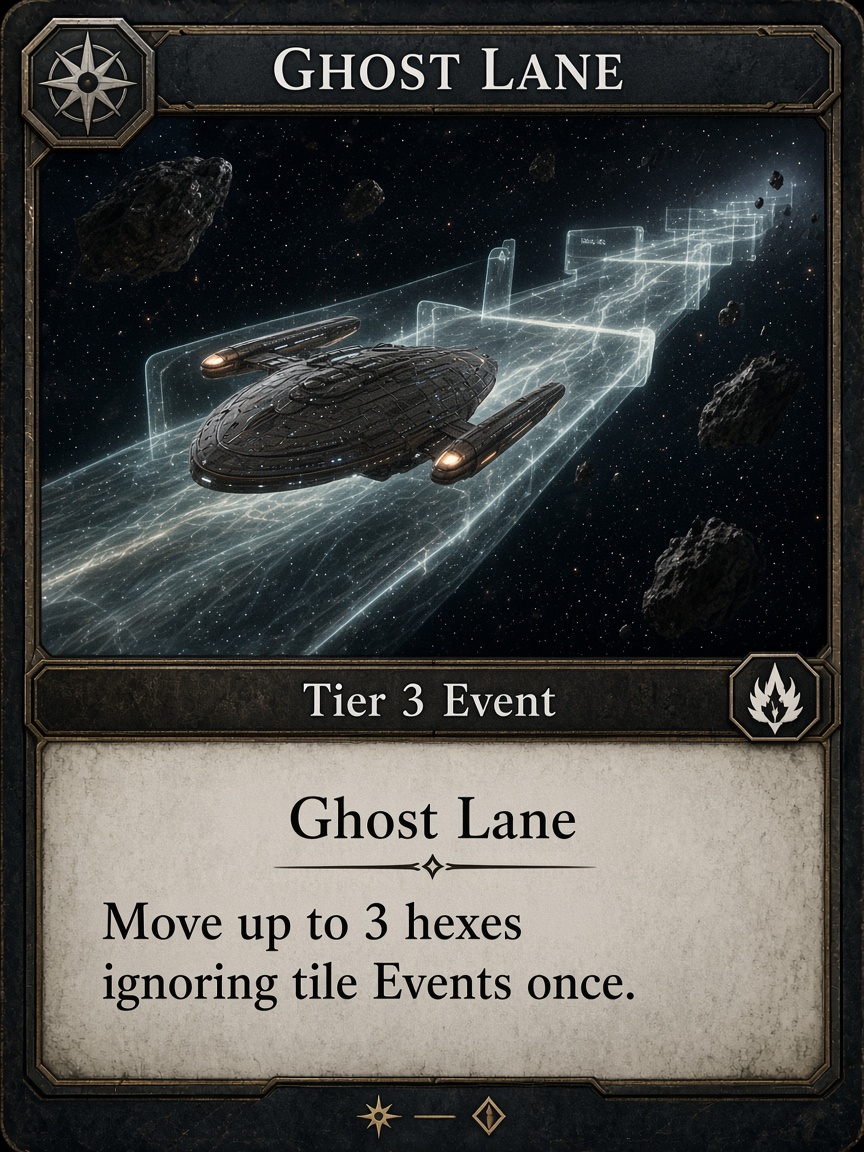 GHOST LANE
Tier 3 Event
Ghost Lane
Move up to 3 hexes
ignoring tile Events once.